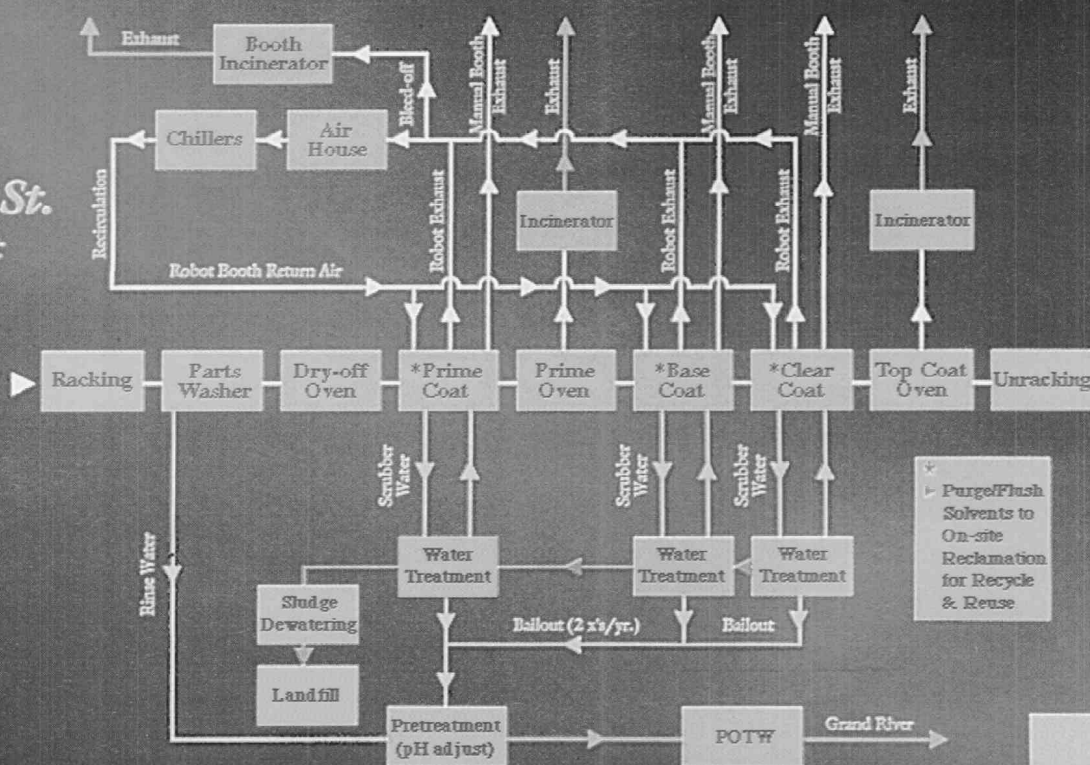 Exhaust
Booth
Incinerator
Bleed-off
Manual Booth
Exhaust
Exhaust
Manual Booth
Exhaust
Manual Booth
Exhaust
Exhaust
Chillers
Air
House
St.
Recirculation
Robot Exhaust
Incinerator
Robot Exhaust
Robot Exhaust
Incinerator
Robot Booth Return Air
Racking
Parts
Washer
Dry-off
Oven
*Prime
Coat
Prime
Oven
*Base
Coat
*Clear
Coat
Top Coat
Oven
Unracking
Scrubber
Water
Scrubber
Water
Scrubber
Water
*
Purge/Flush
Solvents to
On-site
Reclamation
for Recycle
& Reuse
Rinse Water
Water
Treatment
Water
Treatment
Water
Treatment
Sludge
Dewatering
Bailout (2 x's/yr.)
Bailout
Landfill
Pretreatment
(pH adjust)
POTW
Grand River